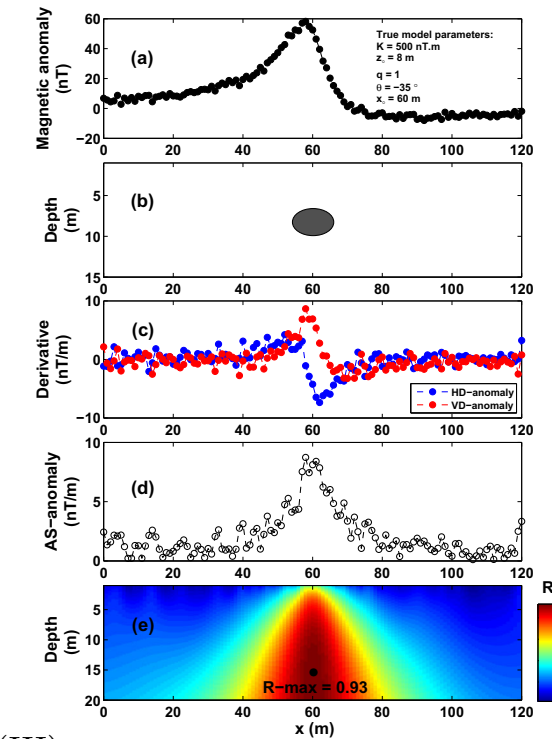 60
40
20
0
−20
Magnetic anomaly
(nT)
(a)
True model parameters:
K = 500 nT.m
z₀ = 8 m
q = 1
θ = −35 °
x₀ = 60 m
0 20 40 60 80 100 120
5
10
15
Depth
(m)
(b)
0 20 40 60 80 100 120
10
0
−10
Derivative
(nT/m)
(c)
HD−anomaly
VD−anomaly
0 20 40 60 80 100 120
10
5
0
AS−anomaly
(nT/m)
(d)
0 20 40 60 80 100 120
R
5
10
15
20
Depth
(m)
(e)
R−max = 0.93
0 20 40 60 80 100 120
x (m)